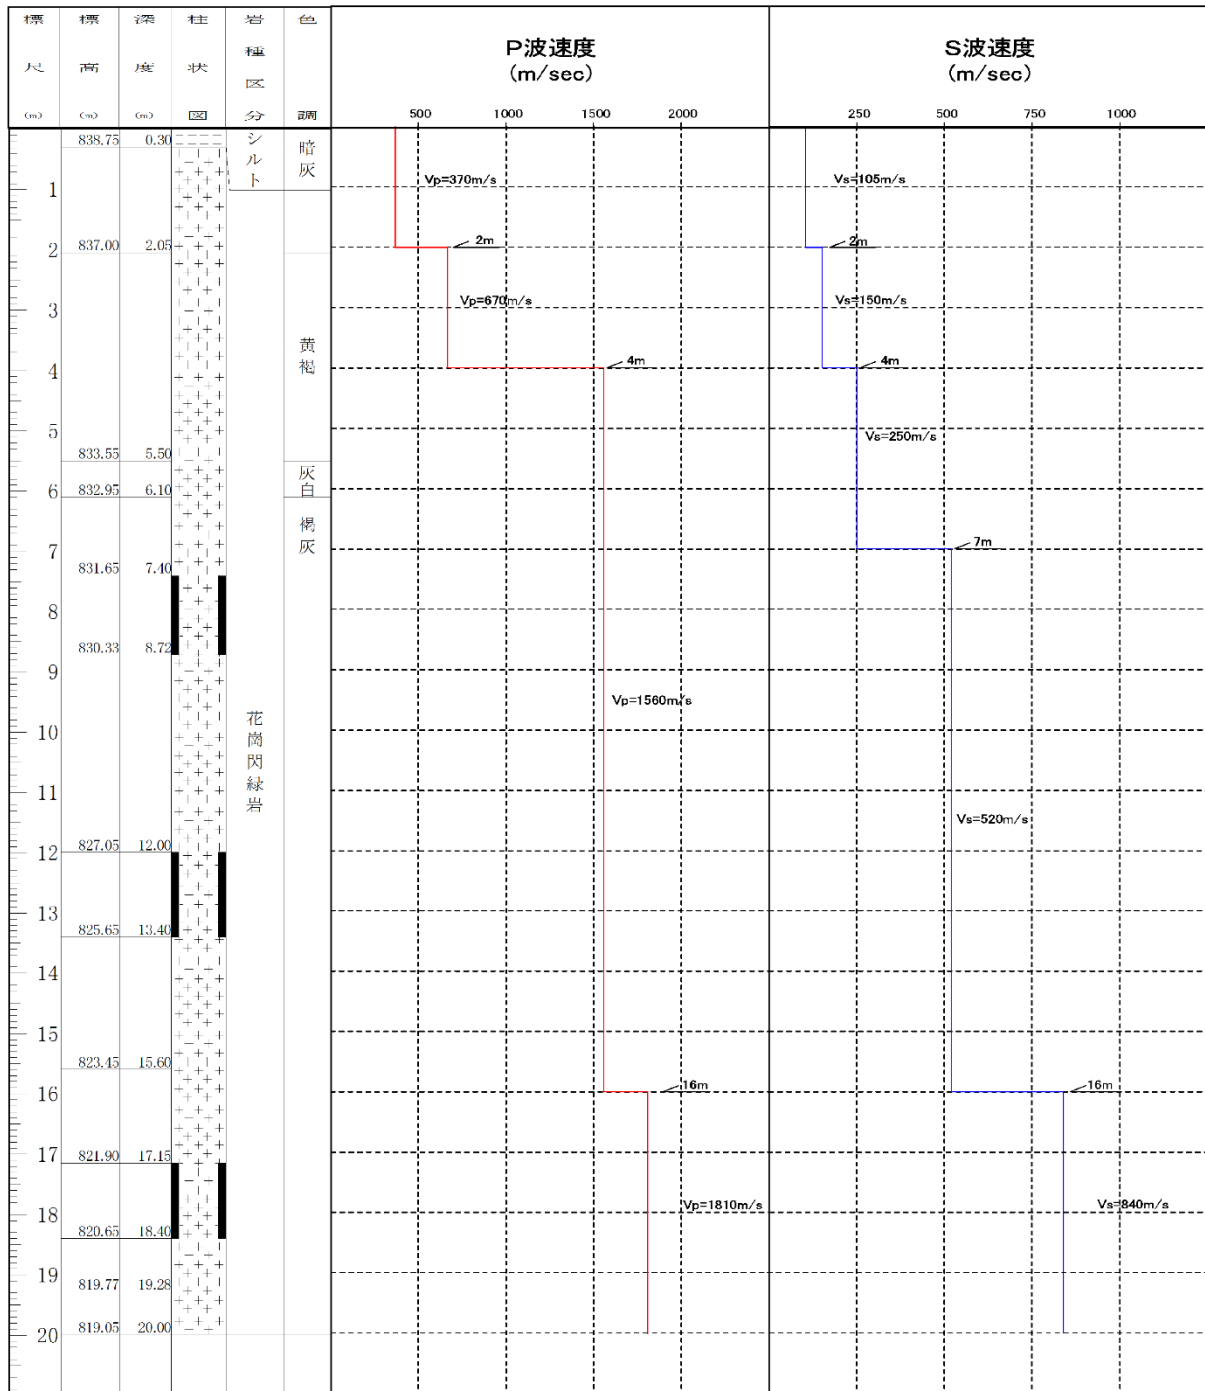 標尺(m)
標高(m)
深度(m)
柱状図
岩種区分
色調
P波速度
(m/sec)
500 1000 1500 2000
S波速度
(m/sec)
250 500 750 1000
838.75 0.30
シルト
暗灰
Vp=370m/s
Vs=105m/s
1
2m
2m
837.00 2.05
2
Vp=670m/s
Vs=150m/s
3
黄褐
4m
4m
4
Vs=250m/s
5
833.55 5.50
灰白
832.95 6.10
6
褐灰
7m
7
831.65 7.40
8
830.33 8.72
9
Vp=1560m/s
花崗閃緑岩
10
11
Vs=520m/s
827.05 12.00
12
13
825.65 13.40
14
15
823.45 15.60
16m
16m
16
821.90 17.15
17
Vp=1810m/s
Vs=840m/s
18
820.65 18.40
19
819.77 19.28
819.05 20.00
20